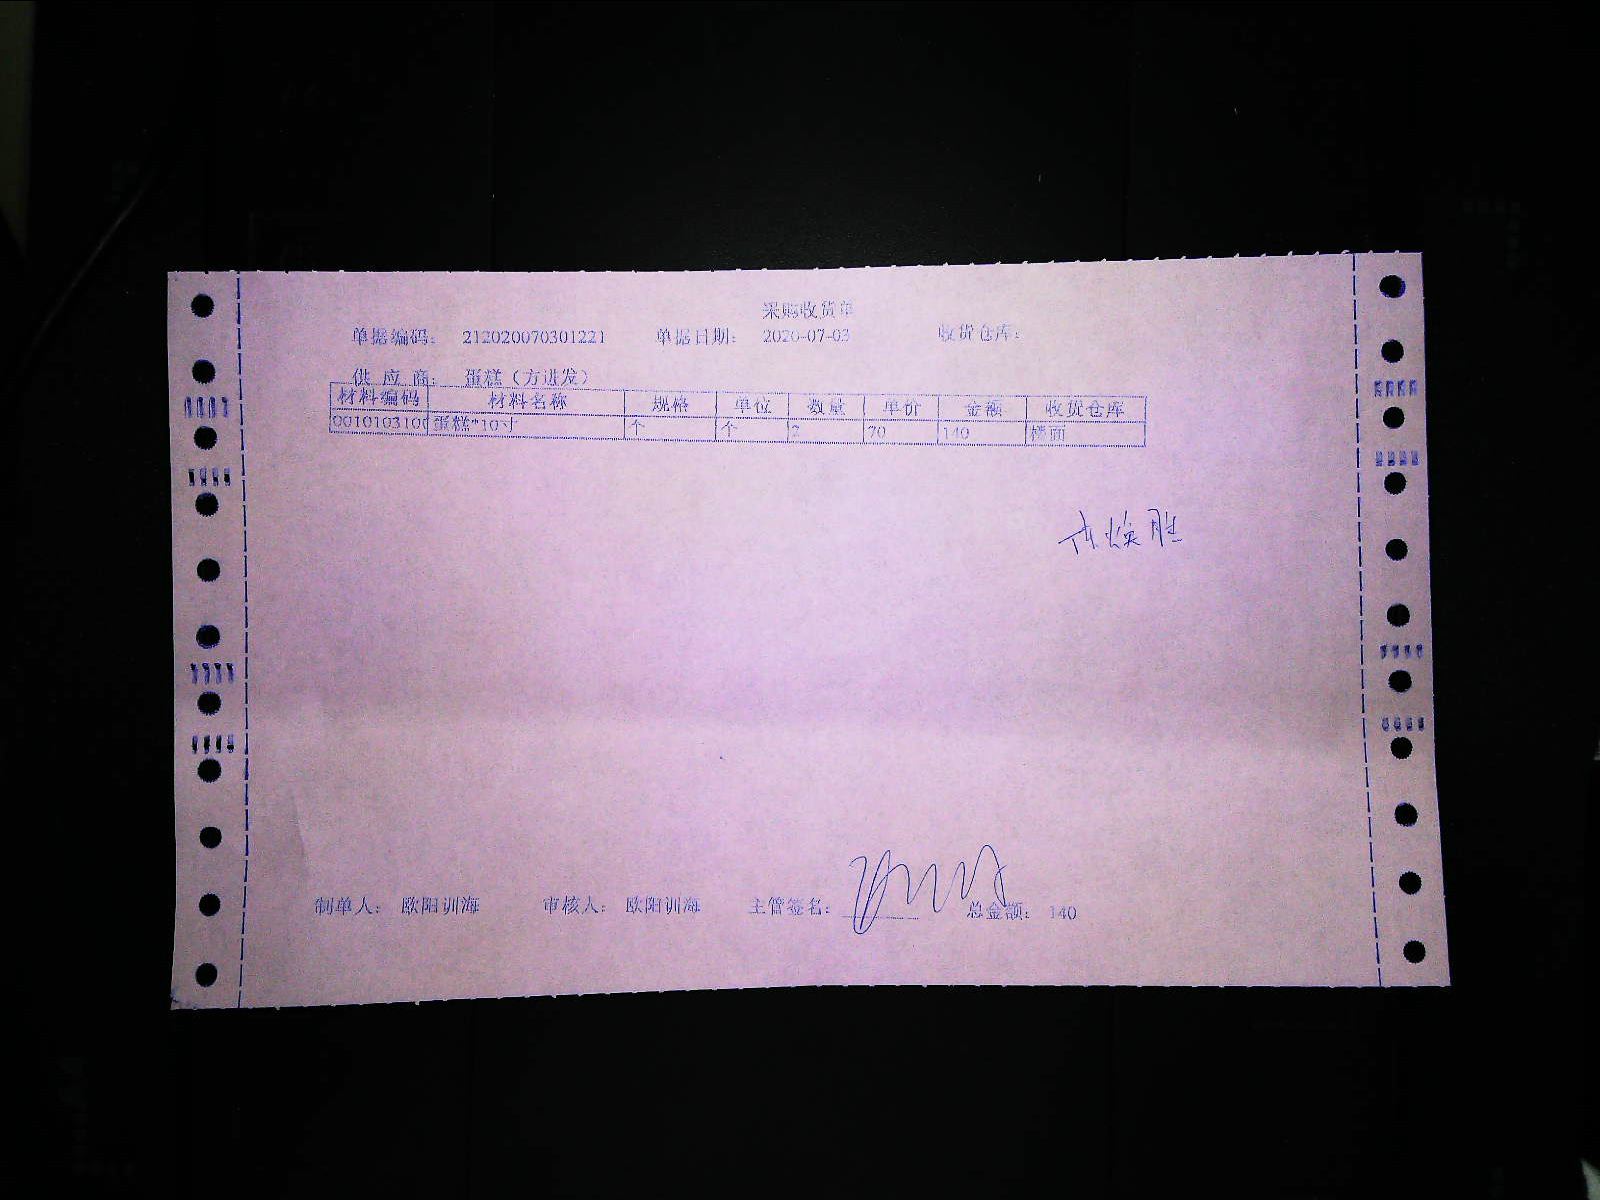 采购收货单
单据编码： 212020070301221 单据日期： 2020-07-03 收货仓库：
供 应 商： 蛋糕（方进发）
材料编码 材料名称 规格 单位 数量 单价 金额 收货仓库
0010103100 蛋糕*10寸 个 个 2 70 140 楼面
焕胜
制单人： 欧阳训海 审核人： 欧阳训海 主管签名： 总金额： 140